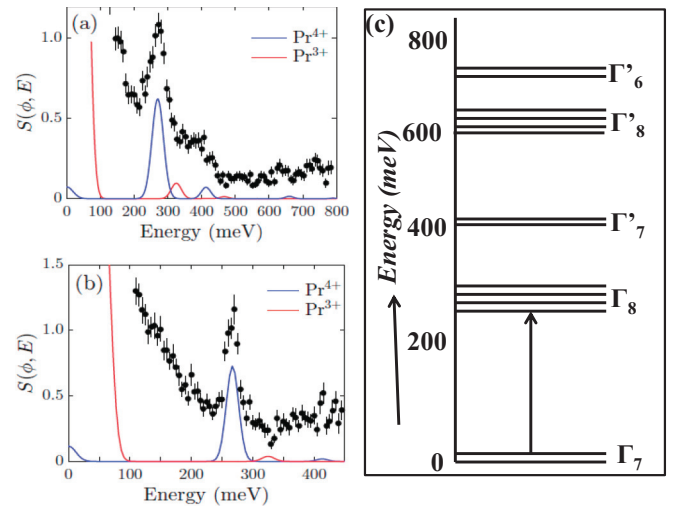 (a)
Pr4+
Pr3+
S(ϕ, E)
1.0
0.5
0
0 100 200 300 400 500 600 700 800
Energy (meV)
(b)
Pr4+
Pr3+
S(ϕ, E)
1.5
1.0
0.5
0
0 100 200 300 400
Energy (meV)
(c)
Energy (meV)
800
600
400
200
0
Γ'6
Γ'8
Γ'7
Γ8
Γ7